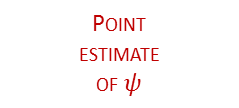 Point
estimate
of ψ